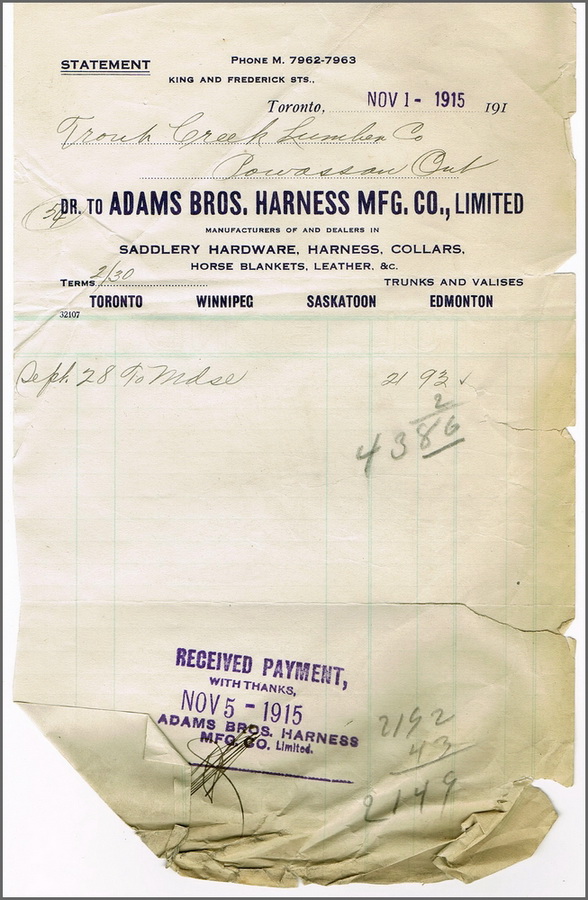 STATEMENT
PHONE M. 7962-7963
KING AND FREDERICK STS.,
Toronto, NOV 1 - 1915 191
Trout Creek Lumber Co
Powassan Ont
DR. TO ADAMS BROS. HARNESS MFG. CO., LIMITED
MANUFACTURERS OF AND DEALERS IN
SADDLERY HARDWARE, HARNESS, COLLARS,
HORSE BLANKETS, LEATHER, &C.
TERMS 2/30 TRUNKS AND VALISES
TORONTO WINNIPEG SASKATOON EDMONTON
32107
Sept. 28 To Mdse 21 92 ✓
2
43 86
RECEIVED PAYMENT,
WITH THANKS,
NOV 5 - 1915
ADAMS BROS. HARNESS
MFG. CO. Limited.
2192
43
2149